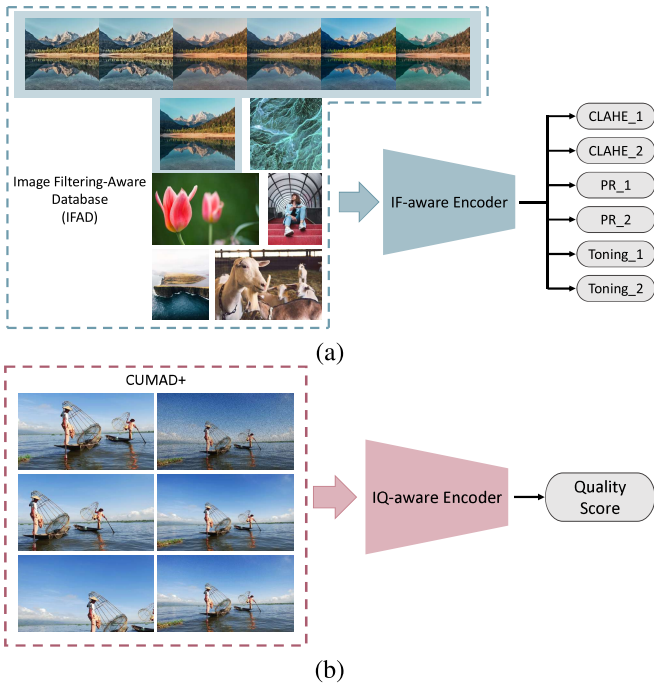 Image Filtering-Aware
Database
(IFAD)
IF-aware Encoder
CLAHE_1
CLAHE_2
PR_1
PR_2
Toning_1
Toning_2
(a)
CUMAD+
IQ-aware Encoder
Quality
Score
(b)